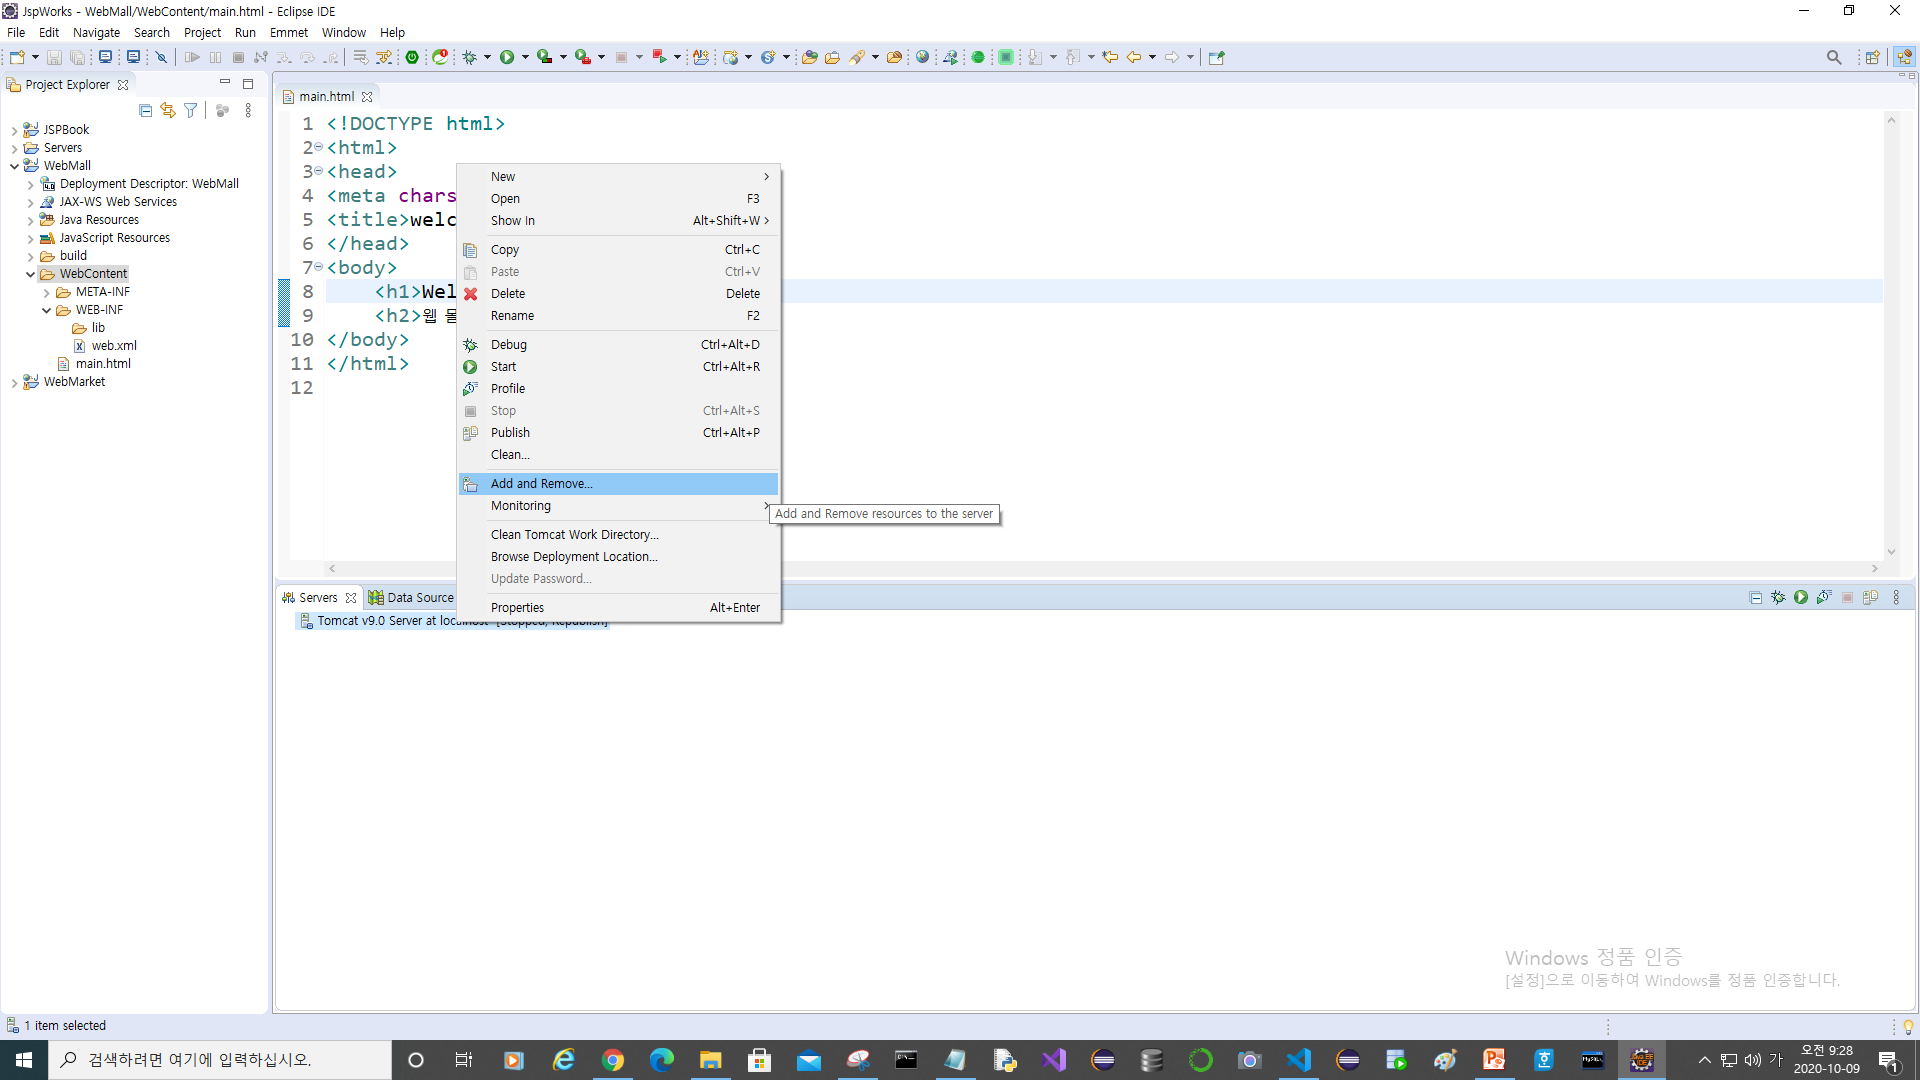 JspWorks - WebMall/WebContent/main.html - Eclipse IDE
File Edit Navigate Search Project Run Emmet Window Help
Project Explorer
JSPBook
Servers
WebMall
Deployment Descriptor: WebMall
JAX-WS Web Services
Java Resources
JavaScript Resources
build
WebContent
META-INF
WEB-INF
lib
web.xml
main.html
WebMarket
main.html
1 <!DOCTYPE html>
2 <html>
3 <head>
4 <meta chars
5 <title>welc
6 </head>
7 <body>
8 <h1>Wel
9 <h2>웹 몰
10 </body>
11 </html>
12
New
Open F3
Show In Alt+Shift+W
Copy Ctrl+C
Paste Ctrl+V
Delete Delete
Rename F2
Debug Ctrl+Alt+D
Start Ctrl+Alt+R
Profile
Stop Ctrl+Alt+S
Publish Ctrl+Alt+P
Clean...
Add and Remove...
Monitoring
Add and Remove resources to the server
Clean Tomcat Work Directory...
Browse Deployment Location...
Update Password...
Properties Alt+Enter
Servers Data Source
Tomcat v9.0 Server at localhost [Stopped, Republish]
Windows 정품 인증
[설정]으로 이동하여 Windows를 정품 인증합니다.
1 item selected
검색하려면 여기에 입력하십시오.
가
오전 9:28
2020-10-09
1